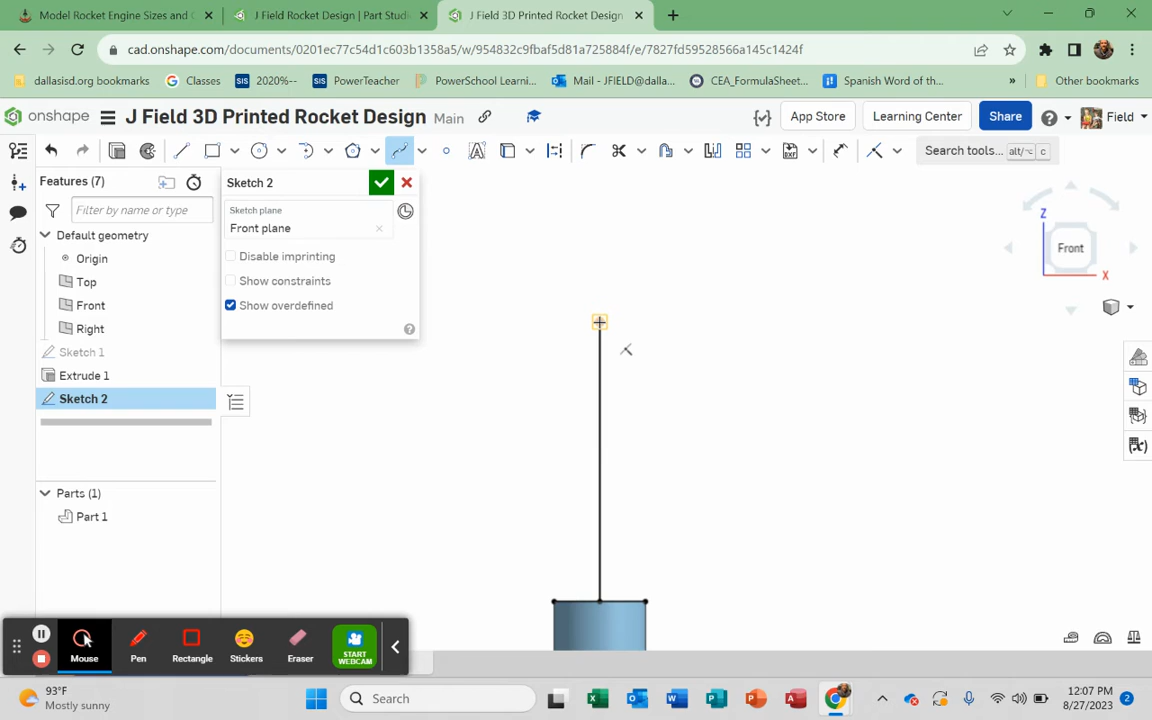 Model Rocket Engine Sizes and C
J Field Rocket Design | Part Studi
J Field 3D Printed Rocket Design
cad.onshape.com/documents/0201ec77c54d1c603b1358a5/w/954832c9fbaf5d81a725884f/e/7827fd59528566a145c1424f
dallasisd.org bookmarks
Classes
SIS
2020%--
SIS
PowerTeacher
PowerSchool Learni...
Mail - JFIELD@dalla...
CEA_FormulaSheet...
Spanish Word of th...
»
Other bookmarks
onshape
J Field 3D Printed Rocket Design
Main
App Store
Learning Center
Share
Field
Search tools...
alt/⌥
c
Features (7)
Filter by name or type
Default geometry
Origin
Top
Front
Right
Sketch 1
Extrude 1
Sketch 2
Parts (1)
Part 1
Sketch 2
Sketch plane
Front plane
Disable imprinting
Show constraints
Show overdefined
Z
Front
X
Mouse
Pen
Rectangle
Stickers
Eraser
START
WEBCAM
93°F
Mostly sunny
Search
12:07 PM
8/27/2023
2